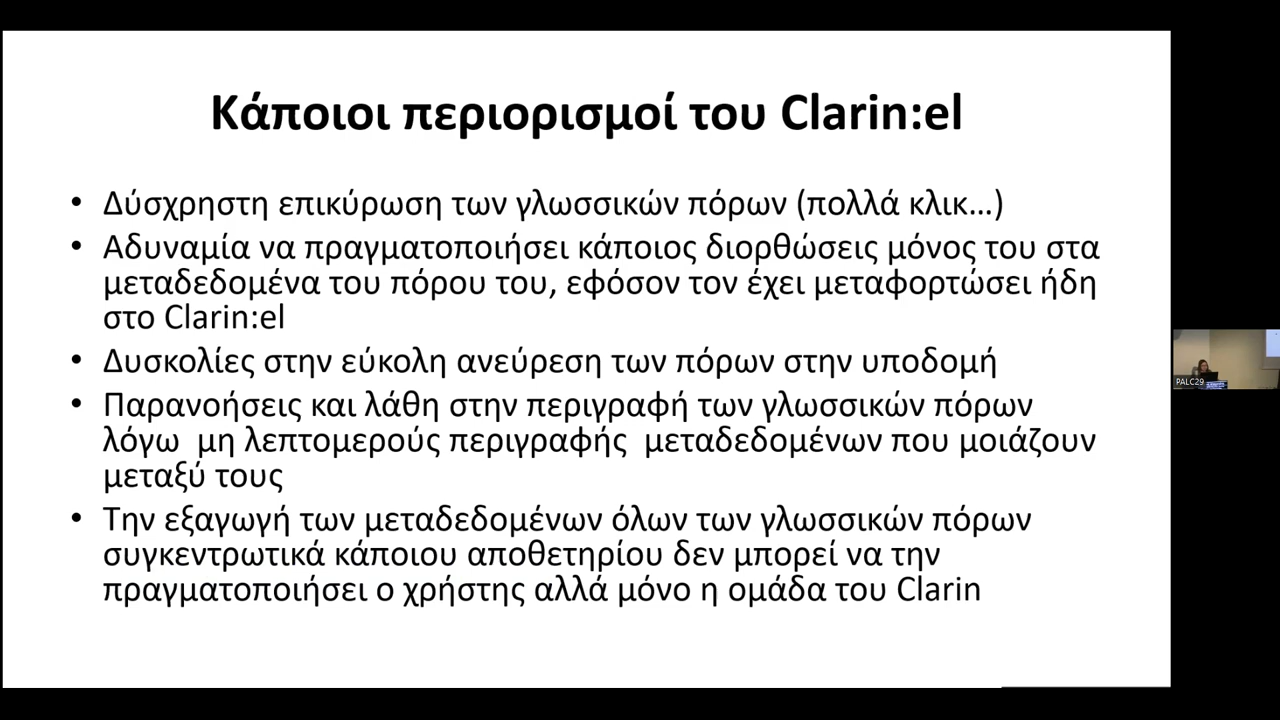 Κάποιοι περιορισμοί του Clarin:el
• Δύσχρηστη επικύρωση των γλωσσικών πόρων (πολλά κλικ...)
• Αδυναμία να πραγματοποιήσει κάποιος διορθώσεις μόνος του στα
μεταδεδομένα του πόρου του, εφόσον τον έχει μεταφορτώσει ήδη
στο Clarin:el
• Δυσκολίες στην εύκολη ανεύρεση των πόρων στην υποδομή
• Παρανοήσεις και λάθη στην περιγραφή των γλωσσικών πόρων
λόγω μη λεπτομερούς περιγραφής μεταδεδομένων που μοιάζουν
μεταξύ τους
• Την εξαγωγή των μεταδεδομένων όλων των γλωσσικών πόρων
συγκεντρωτικά κάποιου αποθετηρίου δεν μπορεί να την
πραγματοποιήσει ο χρήστης αλλά μόνο η ομάδα του Clarin
PALC29